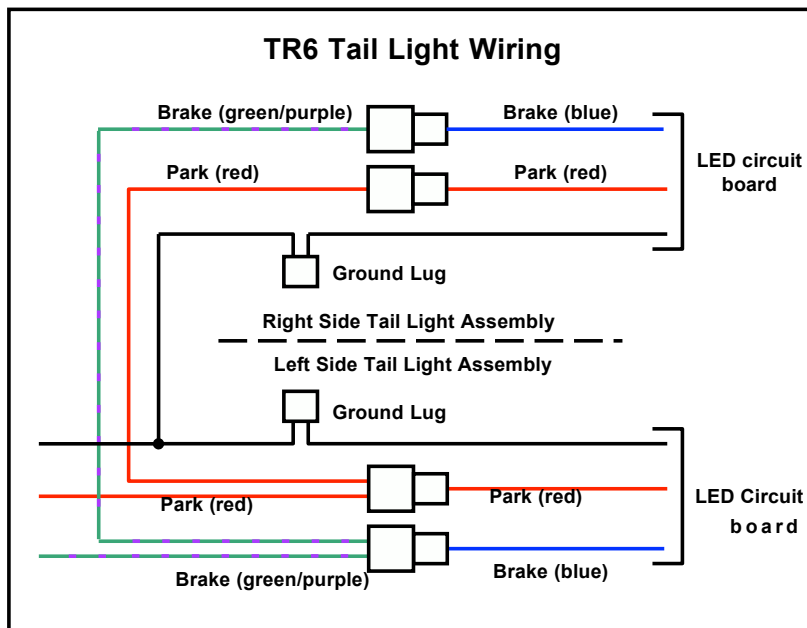 TR6 Tail Light Wiring
Brake (green/purple)
Brake (blue)
LED circuit
board
Park (red)
Park (red)
Ground Lug
Right Side Tail Light Assembly
Left Side Tail Light Assembly
Ground Lug
Park (red)
Park (red)
LED Circuit
board
Brake (green/purple)
Brake (blue)